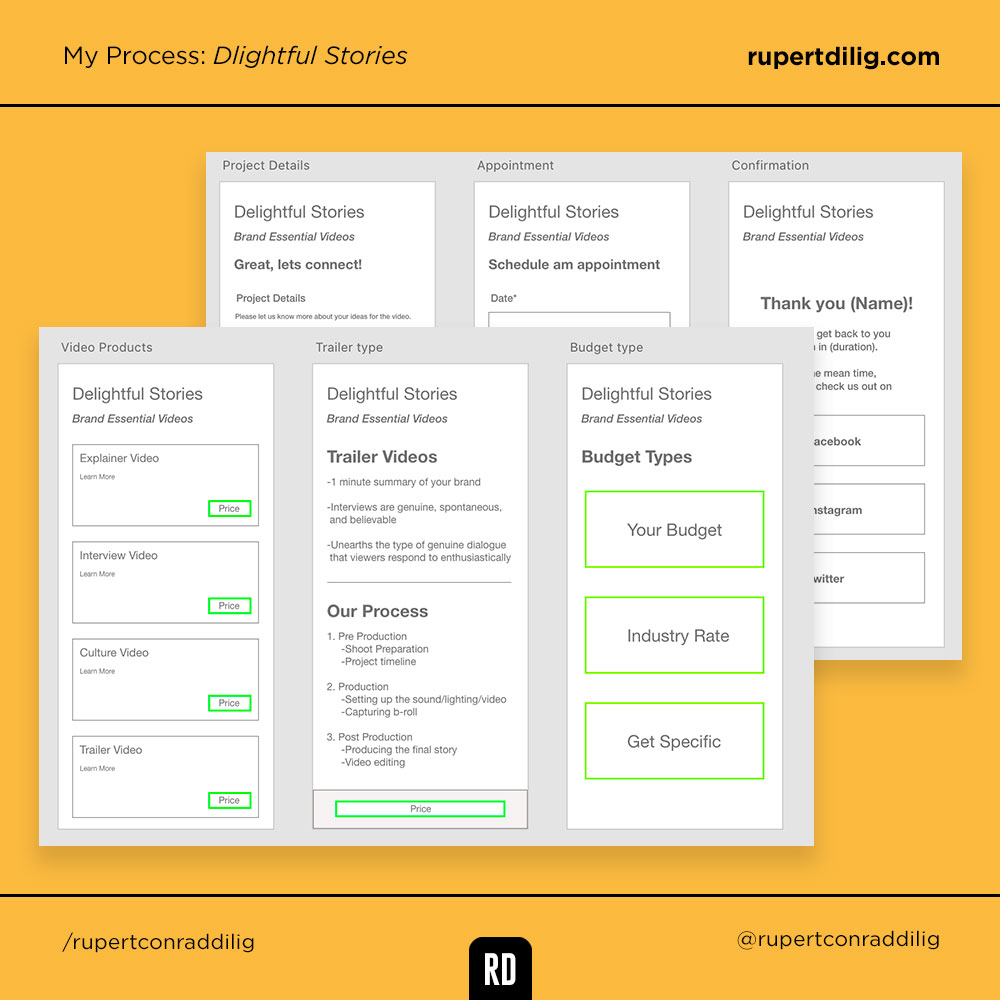 My Process: Dlightful Stories
rupertdilig.com
Project Details
Delightful Stories
Brand Essential Videos
Great, lets connect!
Project Details
Please let us know more about your ideas for the video.
Appointment
Delightful Stories
Brand Essential Videos
Schedule am appointment
Date*
Confirmation
Delightful Stories
Brand Essential Videos
Thank you (Name)!
get back to you
in (duration).
mean time,
check us out on
acebook
nstagram
witter
Video Products
Delightful Stories
Brand Essential Videos
Explainer Video
Learn More
Price
Interview Video
Learn More
Price
Culture Video
Learn More
Price
Trailer Video
Learn More
Price
Trailer type
Delightful Stories
Brand Essential Videos
Trailer Videos
-1 minute summary of your brand
-Interviews are genuine, spontaneous,
and believable
-Unearths the type of genuine dialogue
that viewers respond to enthusiastically
Our Process
1. Pre Production
-Shoot Preparation
-Project timeline
2. Production
-Setting up the sound/lighting/video
-Capturing b-roll
3. Post Production
-Producing the final story
-Video editing
Price
Budget type
Delightful Stories
Brand Essential Videos
Budget Types
Your Budget
Industry Rate
Get Specific
/rupertconraddilig
RD
@rupertconraddilig